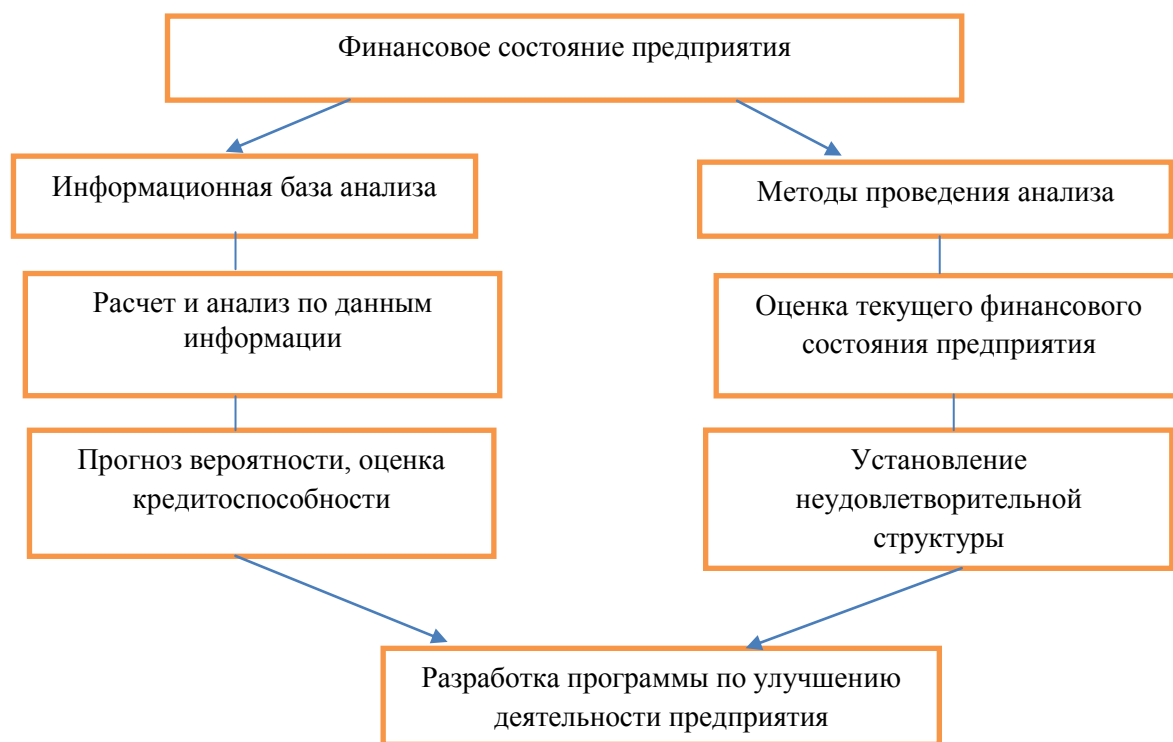 Финансовое состояние предприятия
Информационная база анализа
Методы проведения анализа
Расчет и анализ по данным
информации
Оценка текущего финансового
состояния предприятия
Прогноз вероятности, оценка
кредитоспособности
Установление
неудовлетворительной
структуры
Разработка программы по улучшению
деятельности предприятия